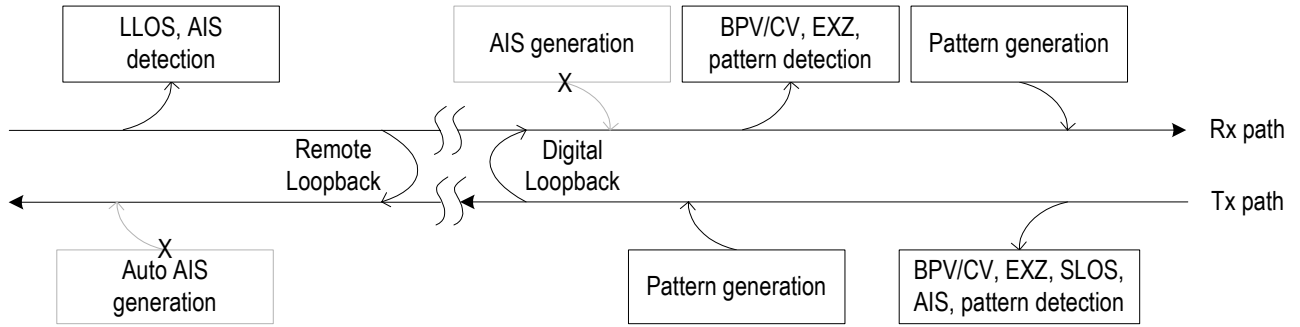 LLOS, AIS
detection
AIS generation
X
BPV/CV, EXZ,
pattern detection
Pattern generation
Rx path
Remote
Loopback
Digital
Loopback
Tx path
X
Auto AIS
generation
Pattern generation
BPV/CV, EXZ, SLOS,
AIS, pattern detection